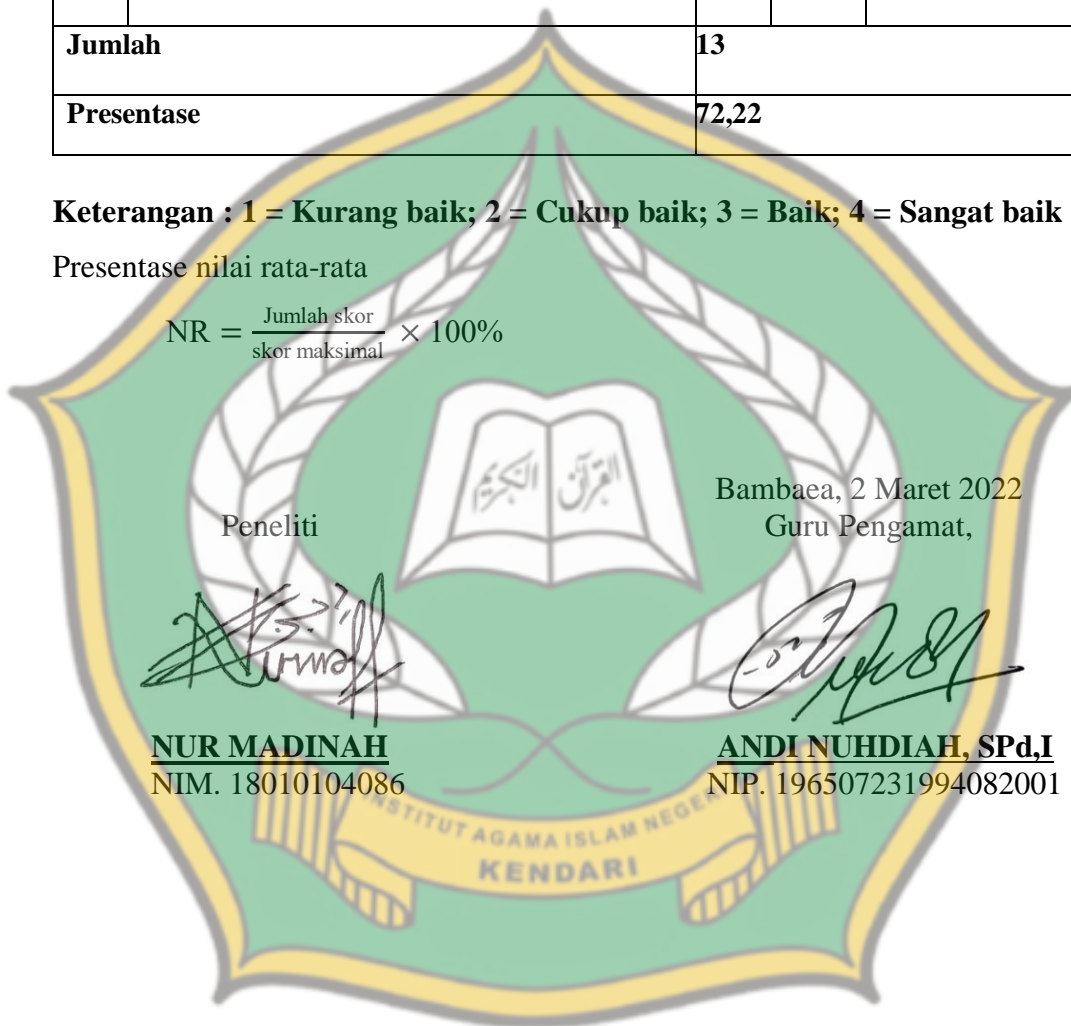 Jumlah 13
Presentase 72,22
Keterangan : 1 = Kurang baik; 2 = Cukup baik; 3 = Baik; 4 = Sangat baik
Presentase nilai rata-rata
NR = Jumlah skor / skor maksimal × 100%
القرآن الكريم
Bambaea, 2 Maret 2022
Peneliti Guru Pengamat,
NUR MADINAH ANDI NUHDIAH, SPd,I
NIM. 18010104086 NIP. 196507231994082001
INSTITUT AGAMA ISLAM NEGERI
KENDARI